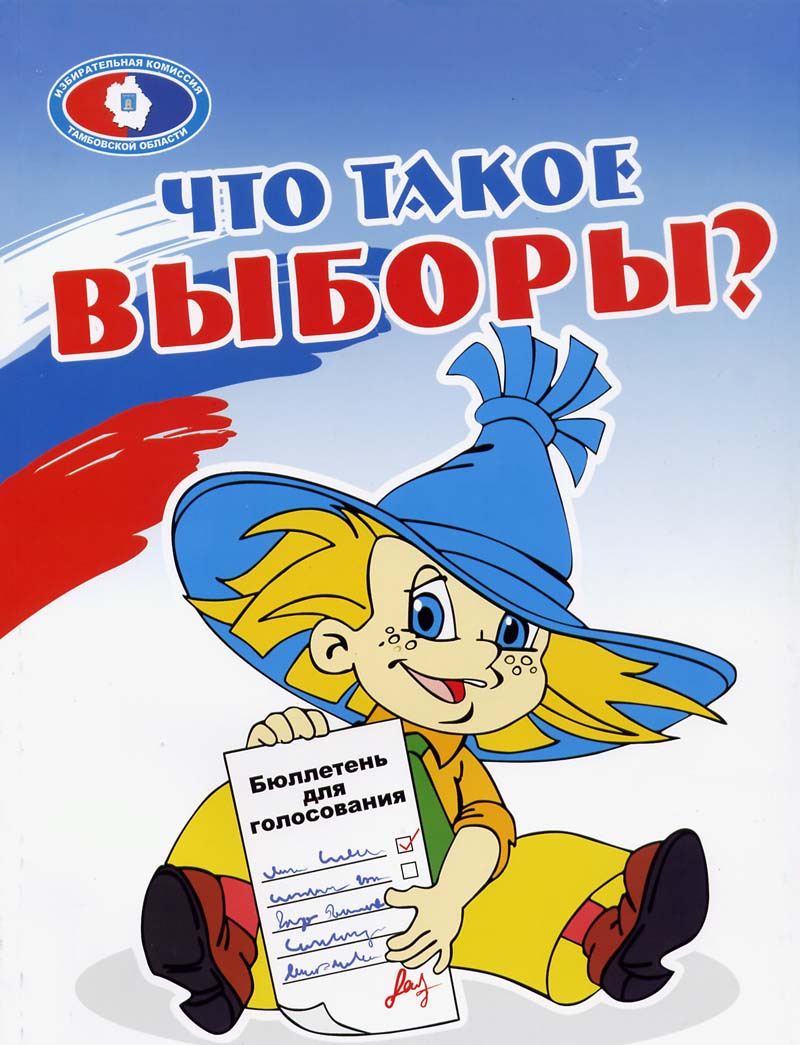 ИЗБИРАТЕЛЬНАЯ КОМИССИЯ
ТАМБОВСКОЙ ОБЛАСТИ
ЧТО ТАКОЕ
ВЫБОРЫ?
Бюллетень
для
голосования